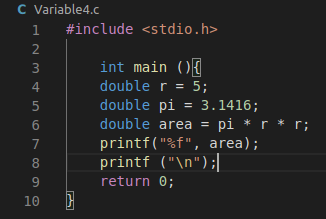 Variable4.c
1 #include <stdio.h>
2
3 int main (){
4 double r = 5;
5 double pi = 3.1416;
6 double area = pi * r * r;
7 printf("%f", area);
8 printf ("\n");
9 return 0;
10 }